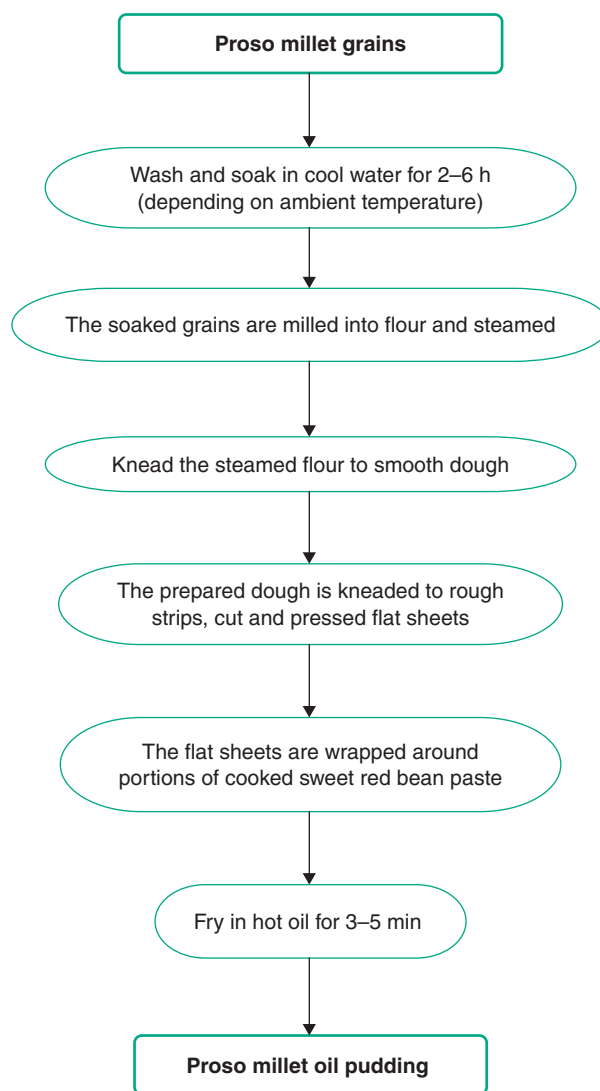 Proso millet grains
Wash and soak in cool water for 2–6 h
(depending on ambient temperature)
The soaked grains are milled into flour and steamed
Knead the steamed flour to smooth dough
The prepared dough is kneaded to rough
strips, cut and pressed flat sheets
The flat sheets are wrapped around
portions of cooked sweet red bean paste
Fry in hot oil for 3–5 min
Proso millet oil pudding